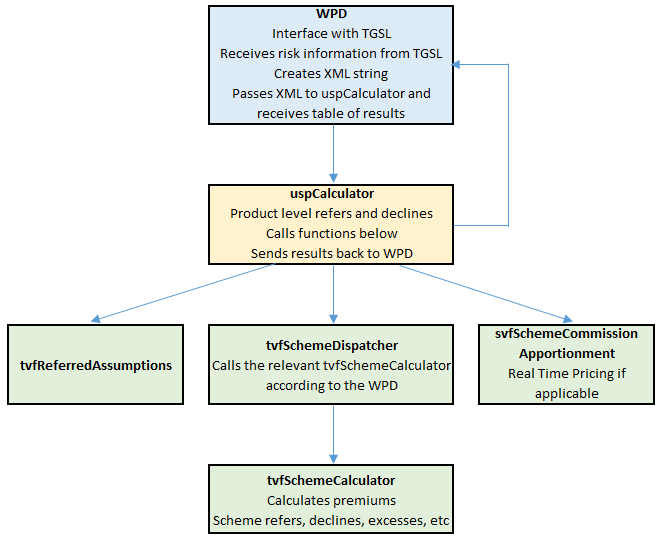 WPD
Interface with TGSL
Receives risk information from TGSL
Creates XML string
Passes XML to uspCalculator and
receives table of results
uspCalculator
Product level refers and declines
Calls functions below
Sends results back to WPD
tvfReferredAssumptions
tvfSchemeDispatcher
Calls the relevant tvfSchemeCalculator
according to the WPD
svfSchemeCommission
Apportionment
Real Time Pricing if
applicable
tvfSchemeCalculator
Calculates premiums
Scheme refers, declines, excesses, etc